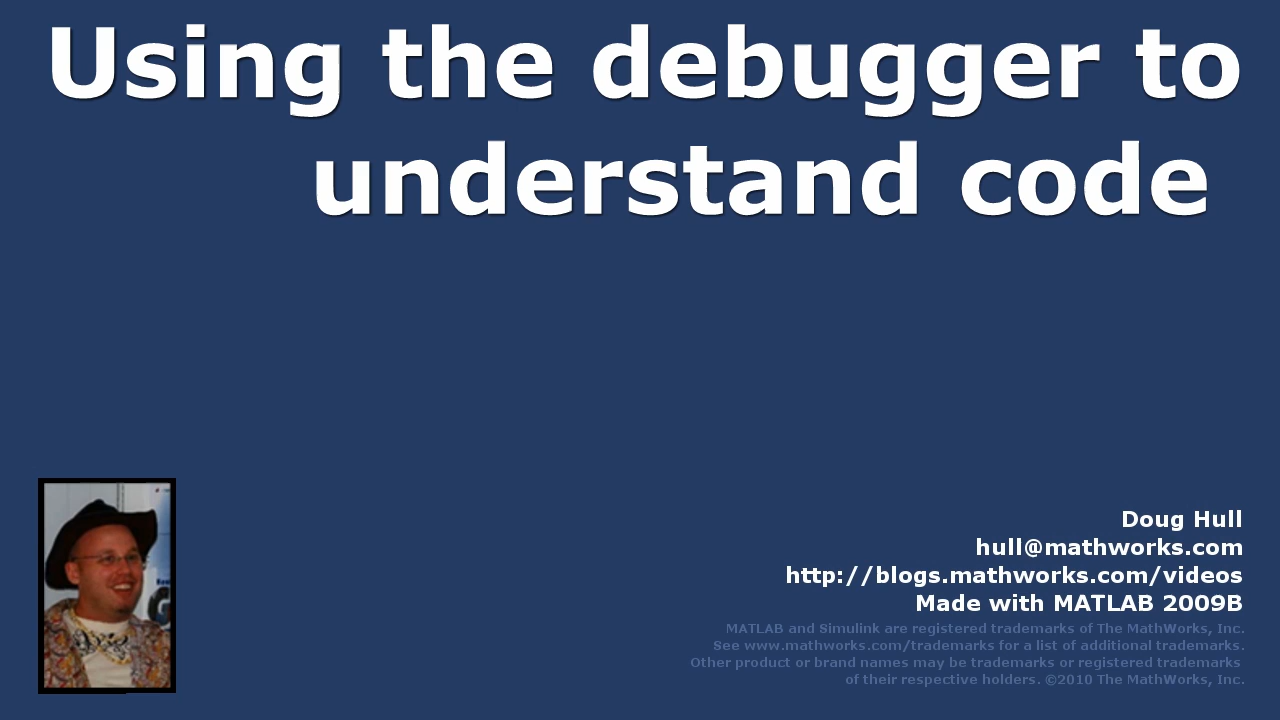 Using the debugger to
understand code
Doug Hull
hull@mathworks.com
http://blogs.mathworks.com/videos
Made with MATLAB 2009B
MATLAB and Simulink are registered trademarks of The MathWorks, Inc.
See www.mathworks.com/trademarks for a list of additional trademarks.
Other product or brand names may be trademarks or registered trademarks
of their respective holders. ©2010 The MathWorks, Inc.